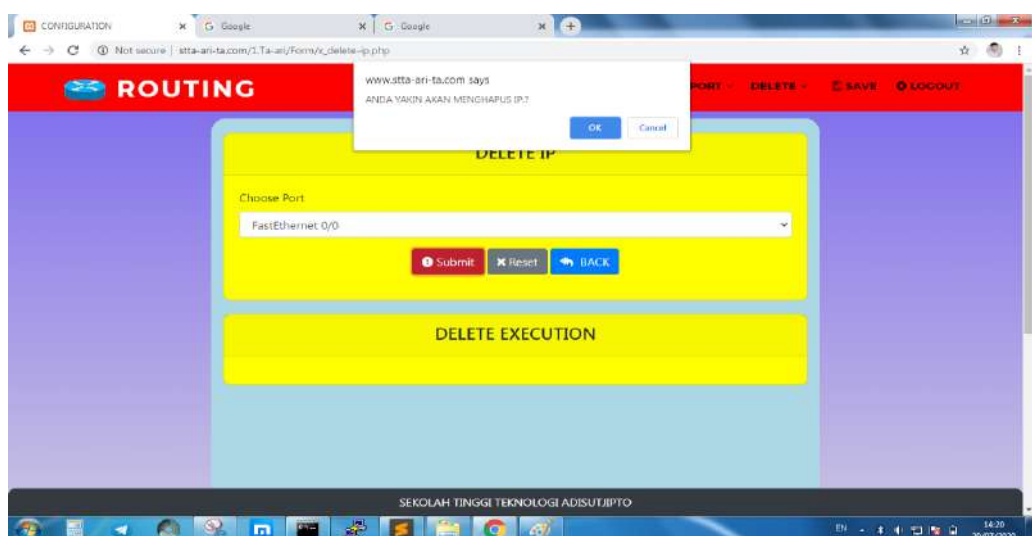 CONFIGURATION
Google
Google
Not secure | stta-ari-ta.com/1.Ta-ari/Form/x_delete-ip.php
ROUTING
PORT
DELETE
SAVE
LOGOUT
www.stta-ari-ta.com says
ANDA YAKIN AKAN MENGHAPUS IP.?
OK
Cancel
DELETE IP
Choose Port
FastEthernet 0/0
Submit
Reset
BACK
DELETE EXECUTION
SEKOLAH TINGGI TEKNOLOGI ADISUTJIPTO
EN
14:20